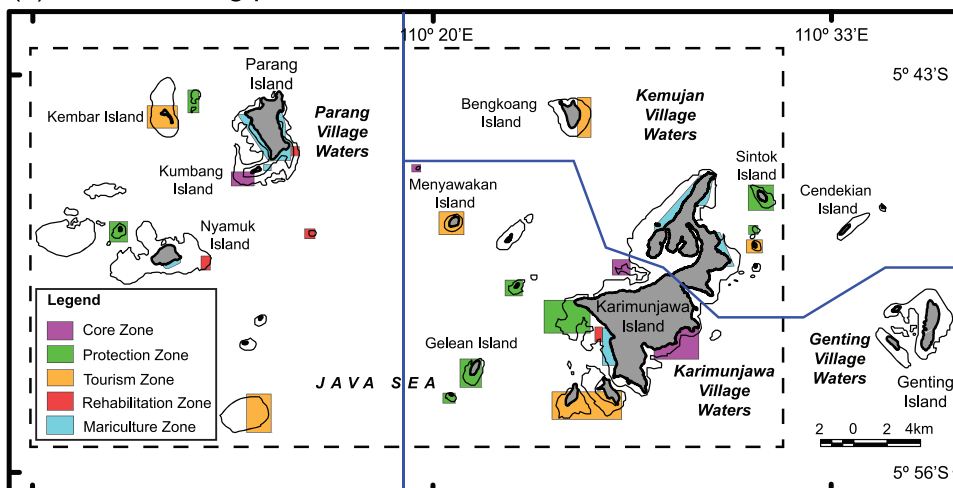 110º 20'E
110º 33'E
5º 43'S
Parang
Island
Kembar Island
Parang
Village
Waters
Bengkoang
Island
Kemujan
Village
Waters
Kumbang
Island
Menyawakan
Island
Sintok
Island
Cendekian
Island
Nyamuk
Island
Legend
Core Zone
Protection Zone
Tourism Zone
Rehabilitation Zone
Mariculture Zone
Karimunjawa
Island
Gelean Island
JAVA SEA
Karimunjawa
Village
Waters
Genting
Village
Waters
Genting
Island
2 0 2 4km
5º 56'S